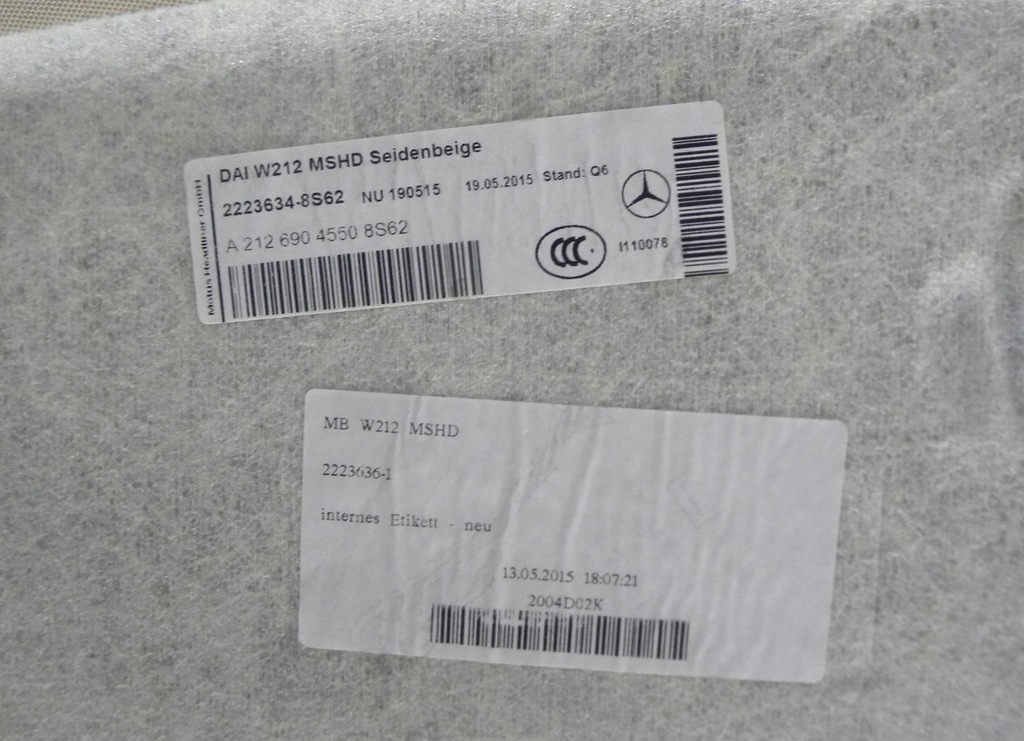 Motus Headliner GmbH
DAI W212 MSHD Seidenbeige
2223634-8S62 NU 190515 19.05.2015 Stand: Q6
A 212 690 4550 8S62
CCC I110078
MB W212 MSHD
2223636-1
internes Etikett - neu
13.05.2015 18:07:21
2004D02K